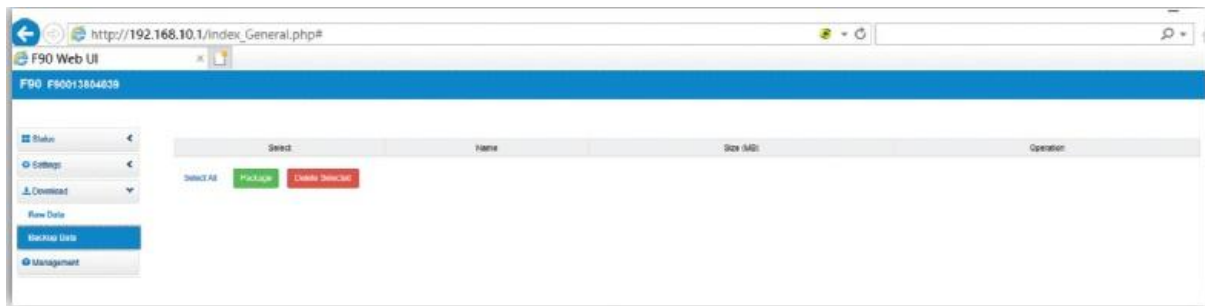 http://192.168.10.1/index_General.php#
F90 Web UI
F90 F90013804039
Status
Settings
Download
Raw Data
Backup Data
Management
Select Name Size (MB) Operation
Select All Package Delete Selected